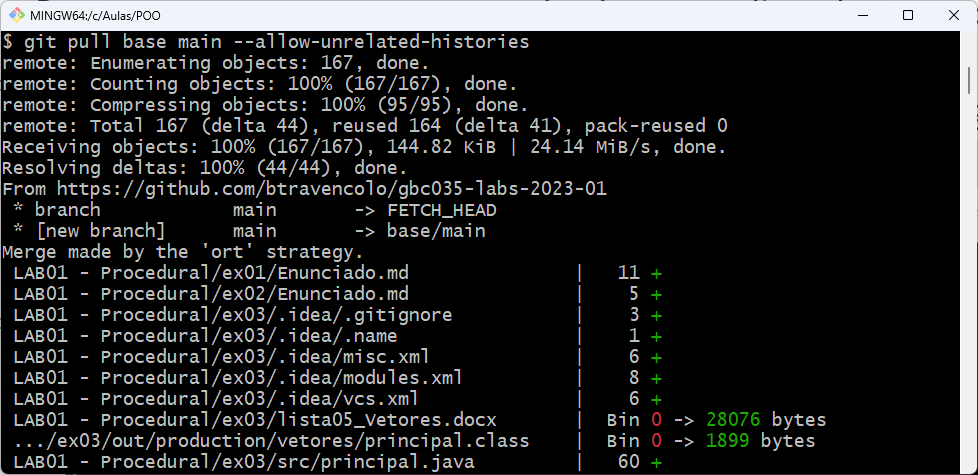 MINGW64:/c/Aulas/POO
$ git pull base main --allow-unrelated-histories
remote: Enumerating objects: 167, done.
remote: Counting objects: 100% (167/167), done.
remote: Compressing objects: 100% (95/95), done.
remote: Total 167 (delta 44), reused 164 (delta 41), pack-reused 0
Receiving objects: 100% (167/167), 144.82 KiB | 24.14 MiB/s, done.
Resolving deltas: 100% (44/44), done.
From https://github.com/btravencolo/gbc035-labs-2023-01
 * branch            main       -> FETCH_HEAD
 * [new branch]      main       -> base/main
Merge made by the 'ort' strategy.
 LAB01 - Procedural/ex01/Enunciado.md               |   11 +
 LAB01 - Procedural/ex02/Enunciado.md               |    5 +
 LAB01 - Procedural/ex03/.idea/.gitignore           |    3 +
 LAB01 - Procedural/ex03/.idea/.name                |    1 +
 LAB01 - Procedural/ex03/.idea/misc.xml             |    6 +
 LAB01 - Procedural/ex03/.idea/modules.xml          |    8 +
 LAB01 - Procedural/ex03/.idea/vcs.xml              |    6 +
 LAB01 - Procedural/ex03/lista05_Vetores.docx       |  Bin 0 -> 28076 bytes
 .../ex03/out/production/vetores/principal.class    |  Bin 0 -> 1899 bytes
 LAB01 - Procedural/ex03/src/principal.java         |   60 +